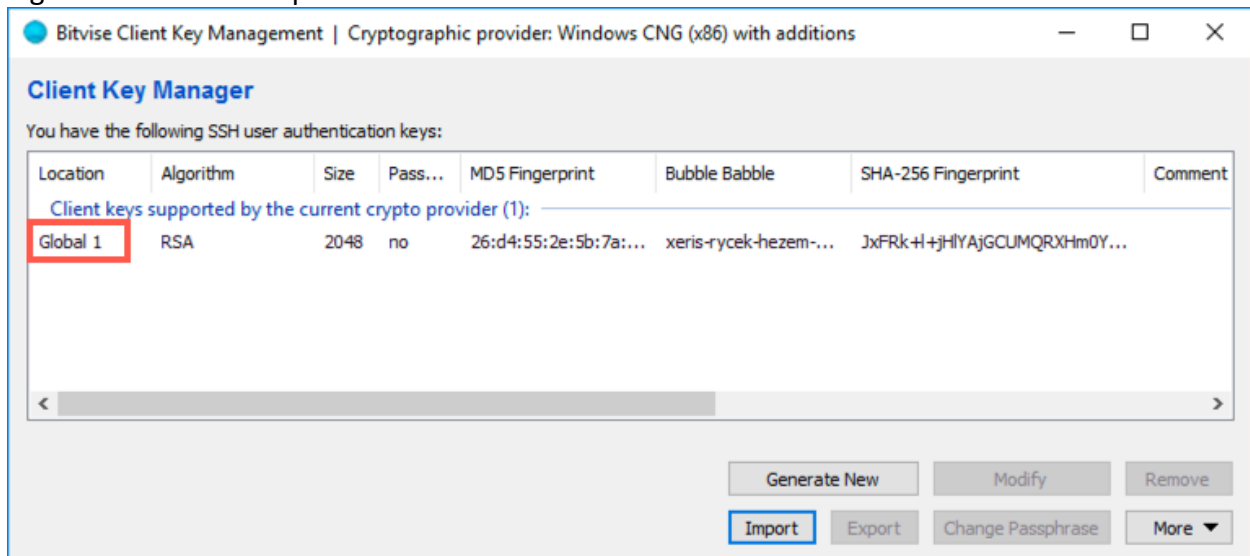 Bitvise Client Key Management | Cryptographic provider: Windows CNG (x86) with additions
Client Key Manager
You have the following SSH user authentication keys:
Location Algorithm Size Pass... MD5 Fingerprint Bubble Babble SHA-256 Fingerprint Comment
Client keys supported by the current crypto provider (1):
Global 1 RSA 2048 no 26:d4:55:2e:5b:7a:... xeris-rycek-hezem-... JxFRk+l+jHlYAjGCUMQRXHm0Y...
Generate New Modify Remove
Import Export Change Passphrase More